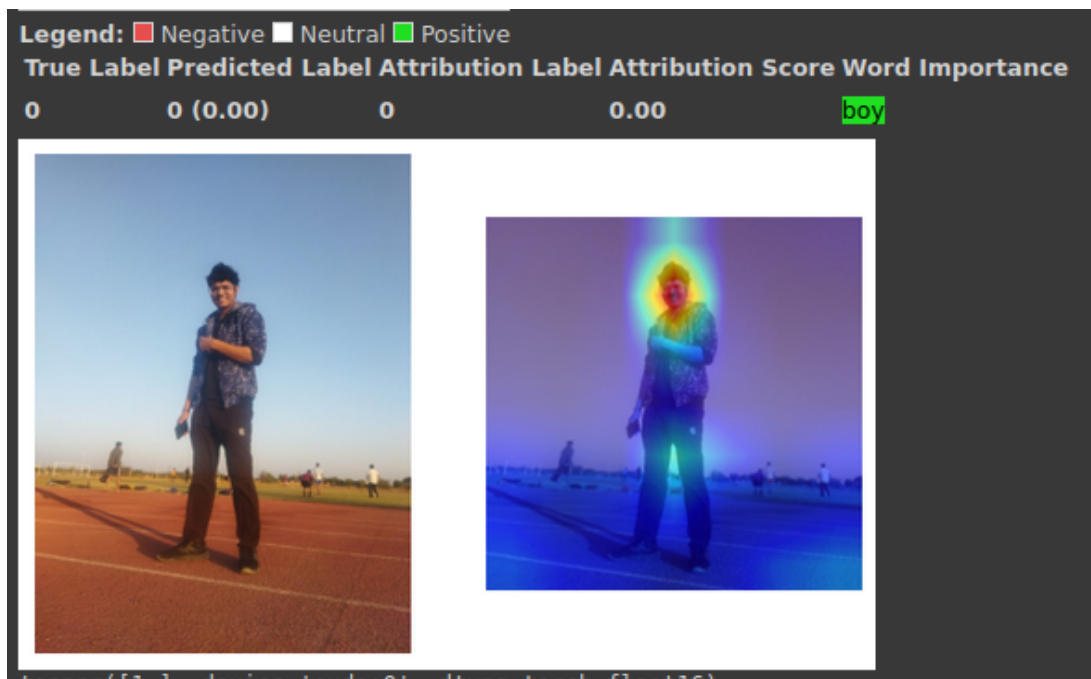 Legend: Negative Neutral Positive
True Label Predicted Label Attribution Label Attribution Score Word Importance
0 0 (0.00) 0 0.00 boy